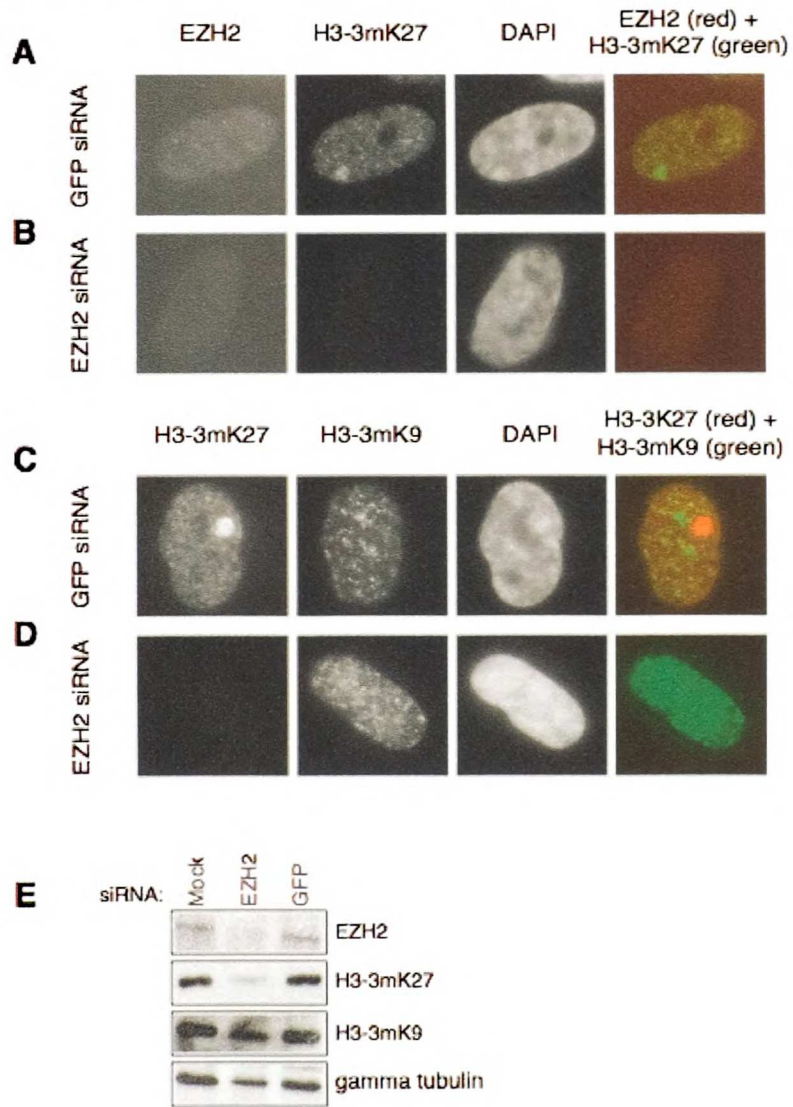 A
EZH2
H3-3mK27
DAPI
EZH2 (red) +
H3-3mK27 (green)
GFP siRNA
B
EZH2 siRNA
H3-3mK27
H3-3mK9
DAPI
H3-3K27 (red) +
H3-3mK9 (green)
C
GFP siRNA
D
EZH2 siRNA
E
siRNA:
Mock
EZH2
GFP
EZH2
H3-3mK27
H3-3mK9
gamma tubulin